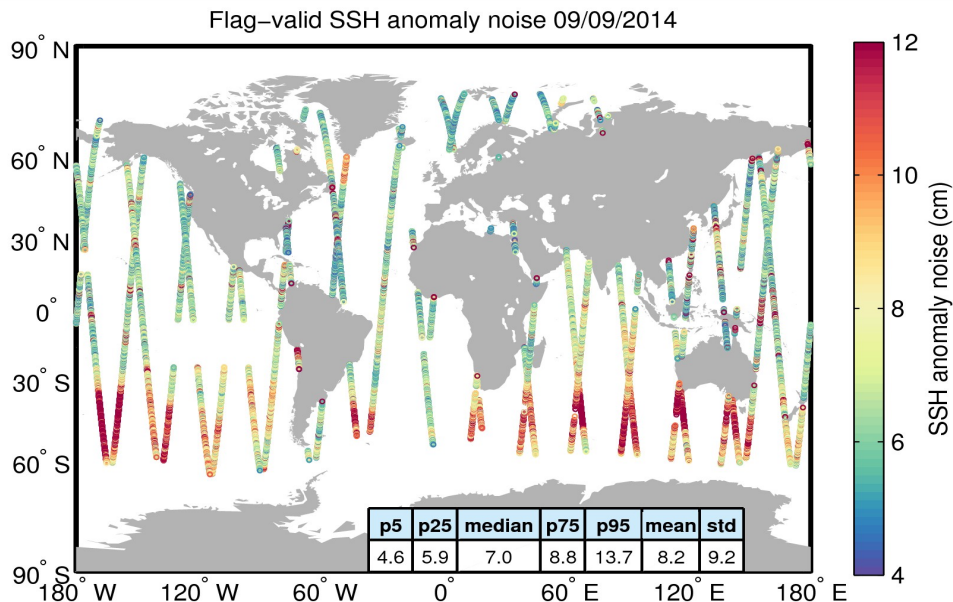 Flag−valid SSH anomaly noise 09/09/2014
90° N
60° N
30° N
0°
30° S
60° S
90° S
180° W
120° W
60° W
0°
60° E
120° E
180° E
p5 p25 median p75 p95 mean std
4.6 5.9 7.0 8.8 13.7 8.2 9.2
12
10
8
6
4
SSH anomaly noise (cm)